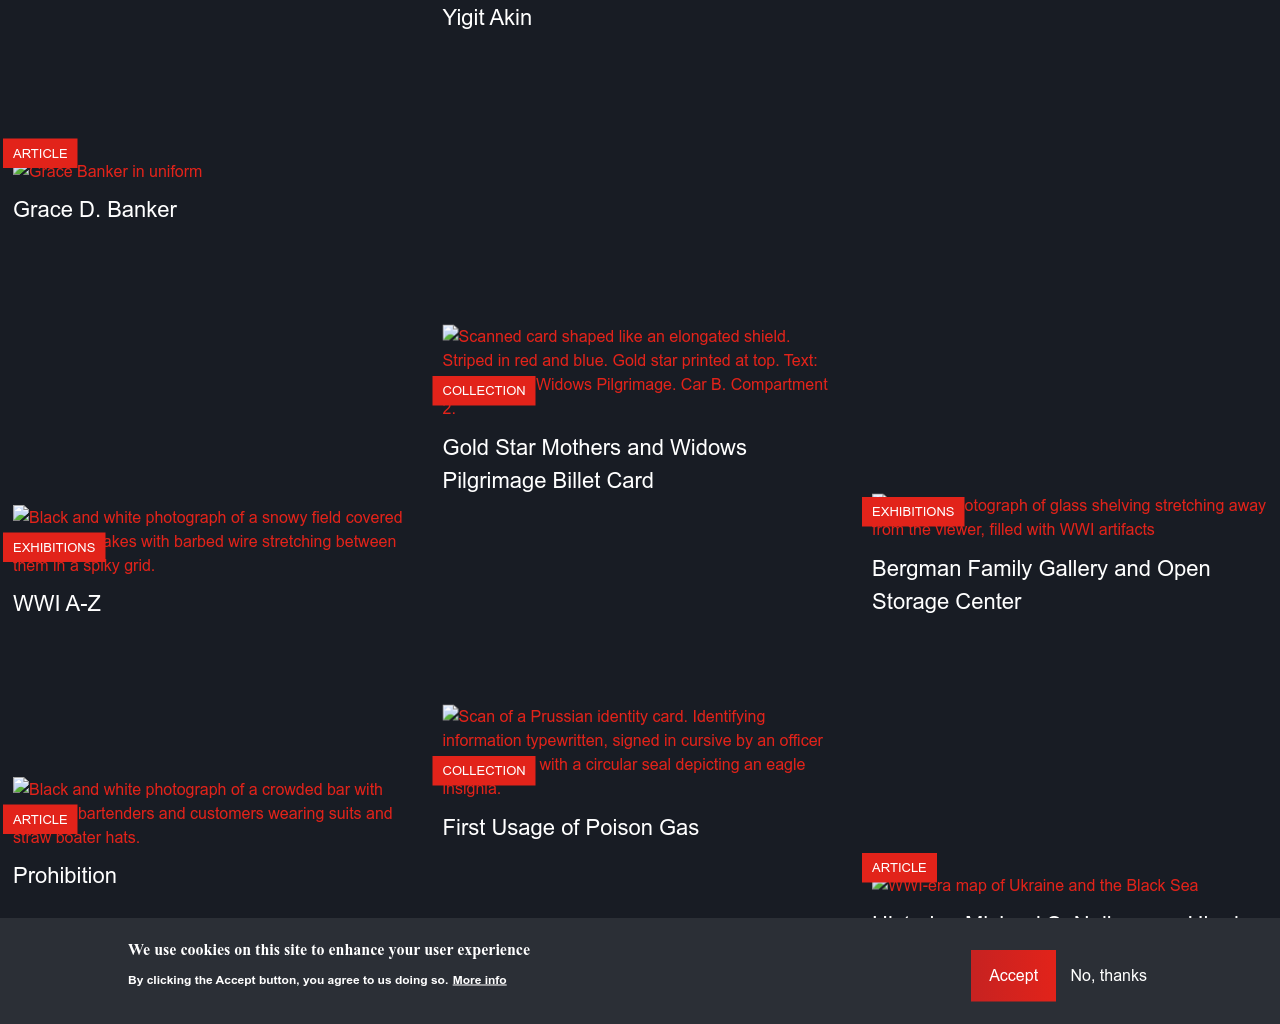 Yigit Akin
ARTICLE
Grace Banker in uniform
Grace D. Banker
Scanned card shaped like an elongated shield.
Striped in red and blue. Gold star printed at top. Text:
COLLECTION
Widows Pilgrimage. Car B. Compartment
2.
Gold Star Mothers and Widows
Pilgrimage Billet Card
Black and white photograph of a snowy field covered
EXHIBITIONS
with barbed wire stretching between
them in a spiky grid.
WWI A-Z
EXHIBITIONS
of glass shelving stretching away
from the viewer, filled with WWI artifacts
Bergman Family Gallery and Open
Storage Center
Scan of a Prussian identity card. Identifying
information typewritten, signed in cursive by an officer
COLLECTION
with a circular seal depicting an eagle
insignia.
First Usage of Poison Gas
Black and white photograph of a crowded bar with
ARTICLE
bartenders and customers wearing suits and
straw boater hats.
Prohibition
ARTICLE
WWI-era map of Ukraine and the Black Sea
We use cookies on this site to enhance your user experience
By clicking the Accept button, you agree to us doing so. More info
Accept
No, thanks